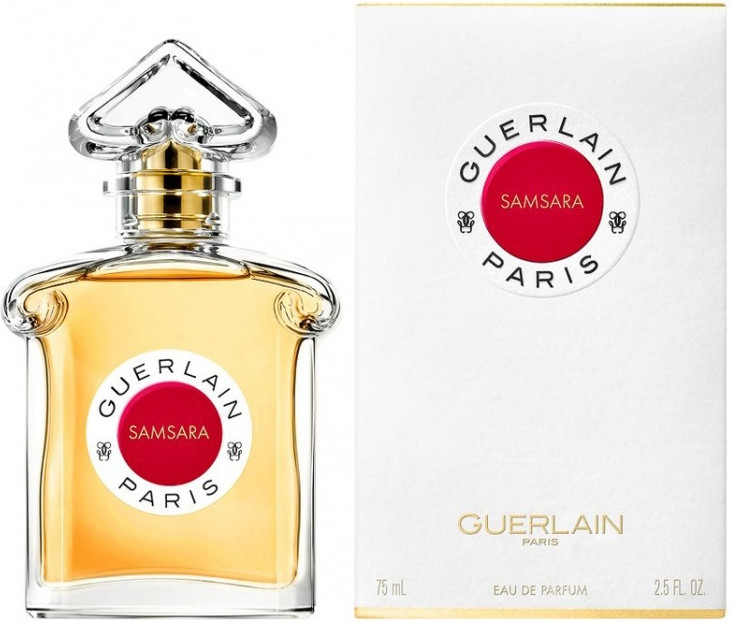 GUERLAIN
SAMSARA
PARIS
GUERLAIN
SAMSARA
PARIS
GUERLAIN
PARIS
75 mL EAU DE PARFUM 2.5 FL. OZ.